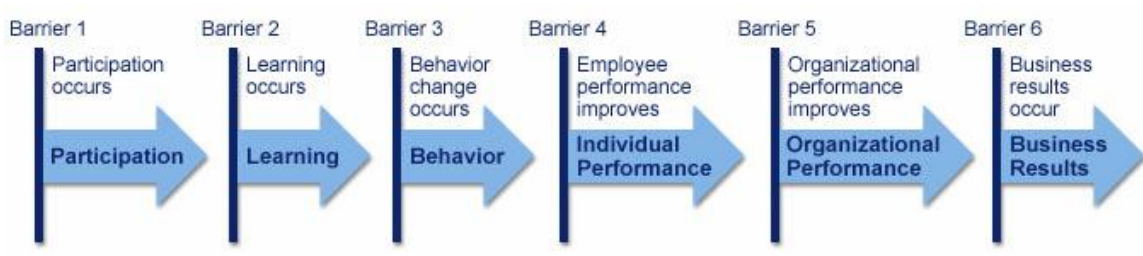 Barrier 1
Participation
occurs
Participation
Barrier 2
Learning
occurs
Learning
Barrier 3
Behavior
change
occurs
Behavior
Barrier 4
Employee
performance
improves
Individual
Performance
Barrier 5
Organizational
performance
improves
Organizational
Performance
Barrier 6
Business
results
occur
Business
Results